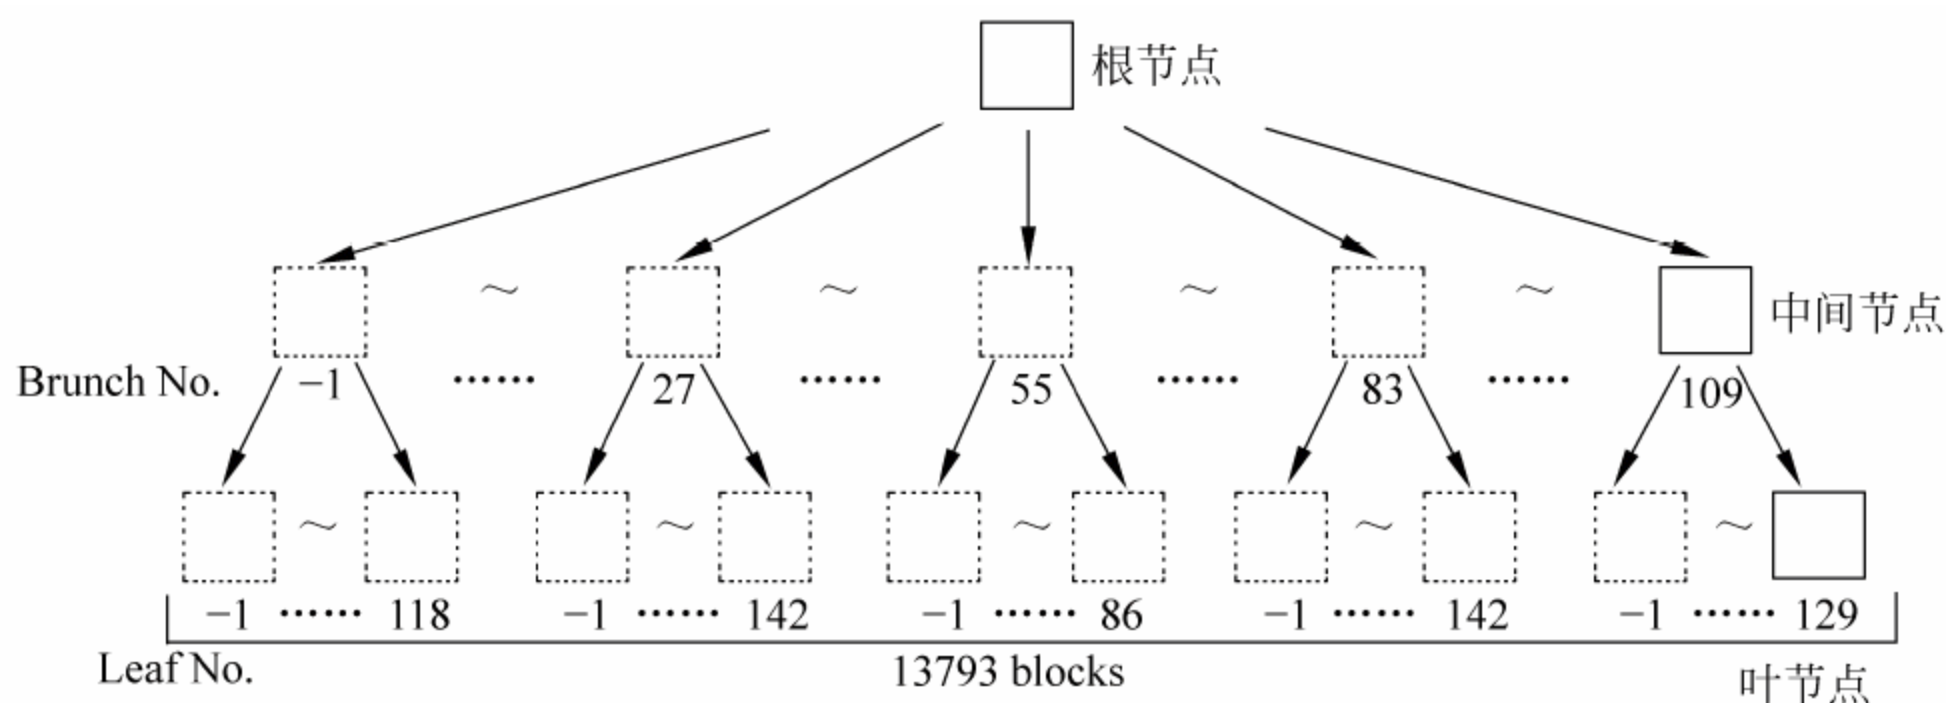 根节点
中间节点
Brunch No. −1 ～ …… 27 ～ …… 55 ～ …… 83 ～ …… 109
～ ～ ～ ～ ～
−1 …… 118 −1 …… 142 −1 …… 86 −1 …… 142 −1 …… 129
Leaf No. 13793 blocks 叶节点